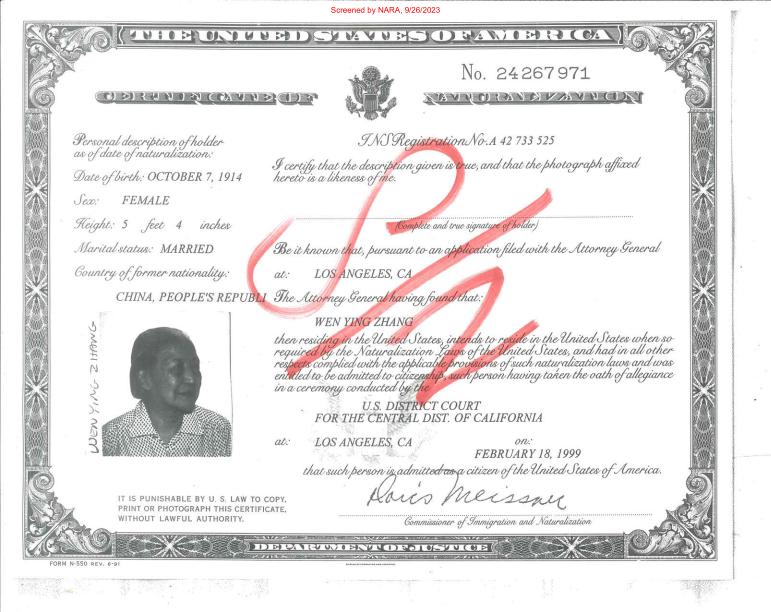 Screened by NARA, 9/26/2023
THE UNITED STATES OF AMERICA
No. 24267971
CERTIFICATE OF NATURALIZATION
Personal description of holder
as of date of naturalization:
Date of birth: OCTOBER 7, 1914
Sex: FEMALE
Height: 5 feet 4 inches
Marital status: MARRIED
Country of former nationality:
CHINA, PEOPLE'S REPUBLI
WEN YING ZHANG
INS Registration No. A 42 733 525
I certify that the description given is true, and that the photograph affixed
hereto is a likeness of me.
(Complete and true signature of holder)
Be it known that, pursuant to an application filed with the Attorney General
at: LOS ANGELES, CA
The Attorney General having found that:
WEN YING ZHANG
then residing in the United States, intends to reside in the United States when so
required by the Naturalization Laws of the United States, and had in all other
respects complied with the applicable provisions of such naturalization laws and was
entitled to be admitted to citizenship, such person having taken the oath of allegiance
in a ceremony conducted by the
U.S. DISTRICT COURT
FOR THE CENTRAL DIST. OF CALIFORNIA
at: LOS ANGELES, CA on:
FEBRUARY 18, 1999
that such person is admitted as a citizen of the United States of America.
Doris Meissner
Commissioner of Immigration and Naturalization
IT IS PUNISHABLE BY U. S. LAW TO COPY,
PRINT OR PHOTOGRAPH THIS CERTIFICATE,
WITHOUT LAWFUL AUTHORITY.
DEPARTMENT OF JUSTICE
FORM N-550 REV. 6-91